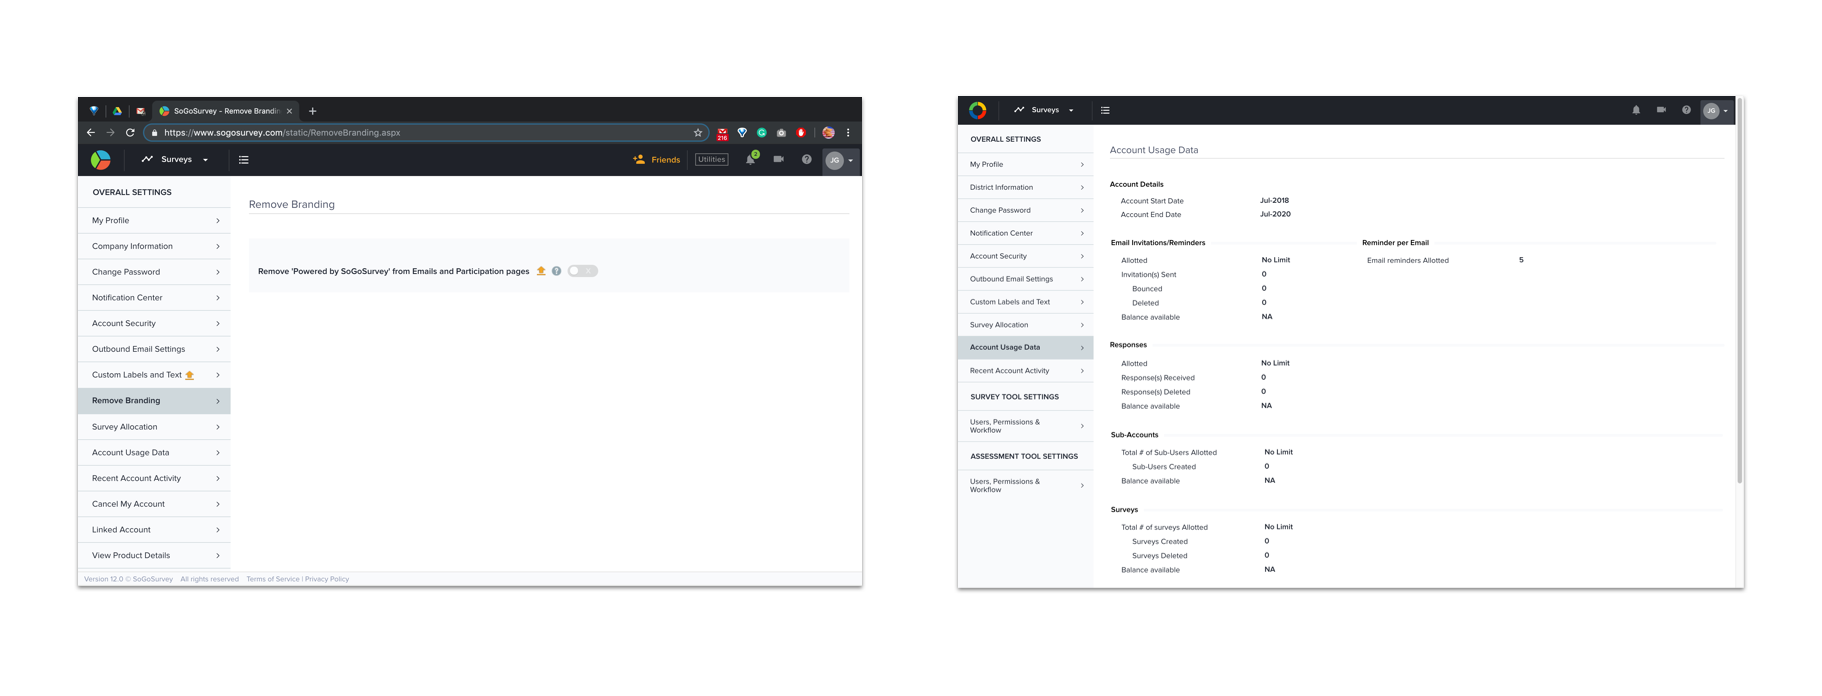 SoGoSurvey - Remove Brandin
https://www.sogosurvey.com/static/RemoveBranding.aspx
216
Surveys
Friends
Utilities
JG
OVERALL SETTINGS
My Profile
Company Information
Change Password
Notification Center
Account Security
Outbound Email Settings
Custom Labels and Text
Remove Branding
Survey Allocation
Account Usage Data
Recent Account Activity
Cancel My Account
Linked Account
View Product Details
Remove Branding
Remove 'Powered by SoGoSurvey' from Emails and Participation pages
Version 12.0 © SoGoSurvey All rights reserved Terms of Service | Privacy Policy
Surveys
JG
OVERALL SETTINGS
My Profile
District Information
Change Password
Notification Center
Account Security
Outbound Email Settings
Custom Labels and Text
Survey Allocation
Account Usage Data
Recent Account Activity
SURVEY TOOL SETTINGS
Users, Permissions &
Workflow
ASSESSMENT TOOL SETTINGS
Users, Permissions &
Workflow
Account Usage Data
Account Details
Account Start Date Jul-2018
Account End Date Jul-2020
Email Invitations/Reminders Reminder per Email
Allotted No Limit Email reminders Allotted 5
Invitation(s) Sent 0
Bounced 0
Deleted 0
Balance available NA
Responses
Allotted No Limit
Response(s) Received 0
Response(s) Deleted 0
Balance available NA
Sub-Accounts
Total # of Sub-Users Allotted No Limit
Sub-Users Created 0
Balance available NA
Surveys
Total # of surveys Allotted No Limit
Surveys Created 0
Surveys Deleted 0
Balance available NA